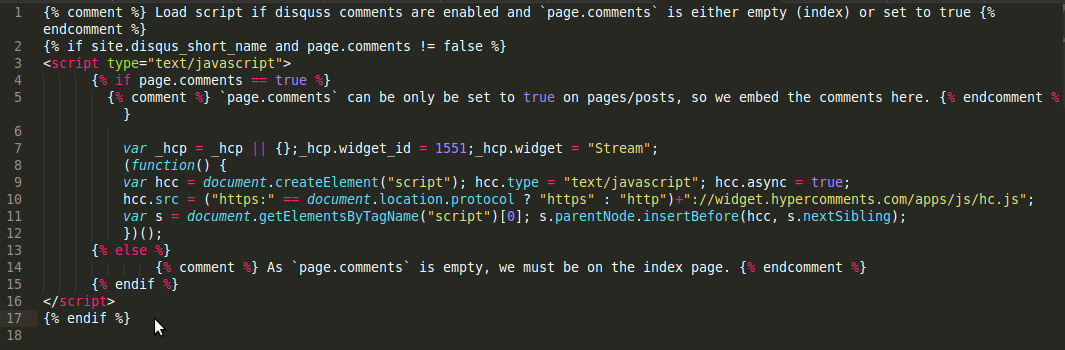 1 {% comment %} Load script if disquss comments are enabled and `page.comments` is either empty (index) or set to true {%
endcomment %}
2 {% if site.disqus_short_name and page.comments != false %}
3 <script type="text/javascript">
4 {% if page.comments == true %}
5 {% comment %} `page.comments` can be only be set to true on pages/posts, so we embed the comments here. {% endcomment %
}
6
7 var _hcp = _hcp || {};_hcp.widget_id = 1551;_hcp.widget = "Stream";
8 (function() {
9 var hcc = document.createElement("script"); hcc.type = "text/javascript"; hcc.async = true;
10 hcc.src = ("https:" == document.location.protocol ? "https" : "http")+"://widget.hypercomments.com/apps/js/hc.js";
11 var s = document.getElementsByTagName("script")[0]; s.parentNode.insertBefore(hcc, s.nextSibling);
12 })();
13 {% else %}
14 {% comment %} As `page.comments` is empty, we must be on the index page. {% endcomment %}
15 {% endif %}
16 </script>
17 {% endif %}
18